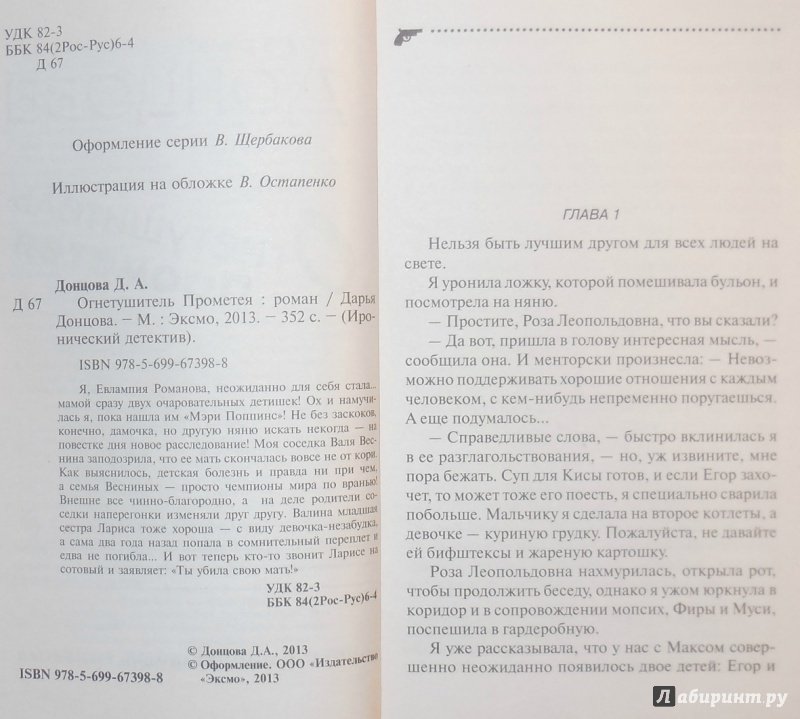 УДК 82-3
ББК 84(2Рос-Рус)6-4
Д 67
Оформление серии В. Щербакова
Иллюстрация на обложке В. Остапенко
Донцова Д. А.
Д 67 Огнетушитель Прометея : роман / Дарья
Донцова. — М. : Эксмо, 2013. — 352 с. — (Иро-
нический детектив).
ISBN 978-5-699-67398-8
Я, Евлампия Романова, неожиданно для себя стала...
мамой сразу двух очаровательных детишек! Ох и намучи-
лась я, пока нашла им «Мэри Поппинс»! Не без заскоков,
конечно, дамочка, но другую няню искать некогда — на
повестке дня новое расследование! Моя соседка Валя Вес-
нина заподозрила, что ее мать скончалась вовсе не от кори.
Как выяснилось, детская болезнь и правда ни при чем,
а семья Весниных — просто чемпионы мира по вранью!
Внешне все чинно-благородно, а на деле родители со-
седки наперегонки изменяли друг другу. Валина младшая
сестра Лариса тоже хороша — с виду девочка-незабудка,
а сама два года назад попала в сомнительный переплет и
едва не погибла... И вот теперь кто-то звонит Ларисе на
сотовый и заявляет: «Ты убила свою мать!»
УДК 82-3
ББК 84(2Рос-Рус)6-4
© Донцова Д.А., 2013
© Оформление. ООО «Издательство
ISBN 978-5-699-67398-8 «Эксмо», 2013
ГЛАВА 1
Нельзя быть лучшим другом для всех людей на
свете.
Я уронила ложку, которой помешивала бульон, и
посмотрела на няню.
— Простите, Роза Леопольдовна, что вы сказали?
— Да вот, пришла в голову интересная мысль, —
сообщила она. И менторски произнесла: — Невоз-
можно поддерживать хорошие отношения с каждым
человеком, с кем-нибудь непременно поругаешься.
А еще подумалось...
— Справедливые слова, — быстро вклинилась я
в ее разглагольствования, — но, уж извините, мне
пора бежать. Суп для Кисы готов, и если Егор захо-
чет, то может тоже его поесть, я специально сварила
побольше. Мальчику я сделала на второе котлеты, а
девочке — куриную грудку. Пожалуйста, не давайте
ей бифштексы и жареную картошку.
Роза Леопольдовна нахмурилась, открыла рот,
чтобы продолжить беседу, однако я ужом юркнула в
коридор и в сопровождении мопсих, Фиры и Муси,
поспешила в гардеробную.
Я уже рассказывала, что у нас с Максом совер-
шенно неожиданно появилось двое детей: Егор и
Лабиринт.ру